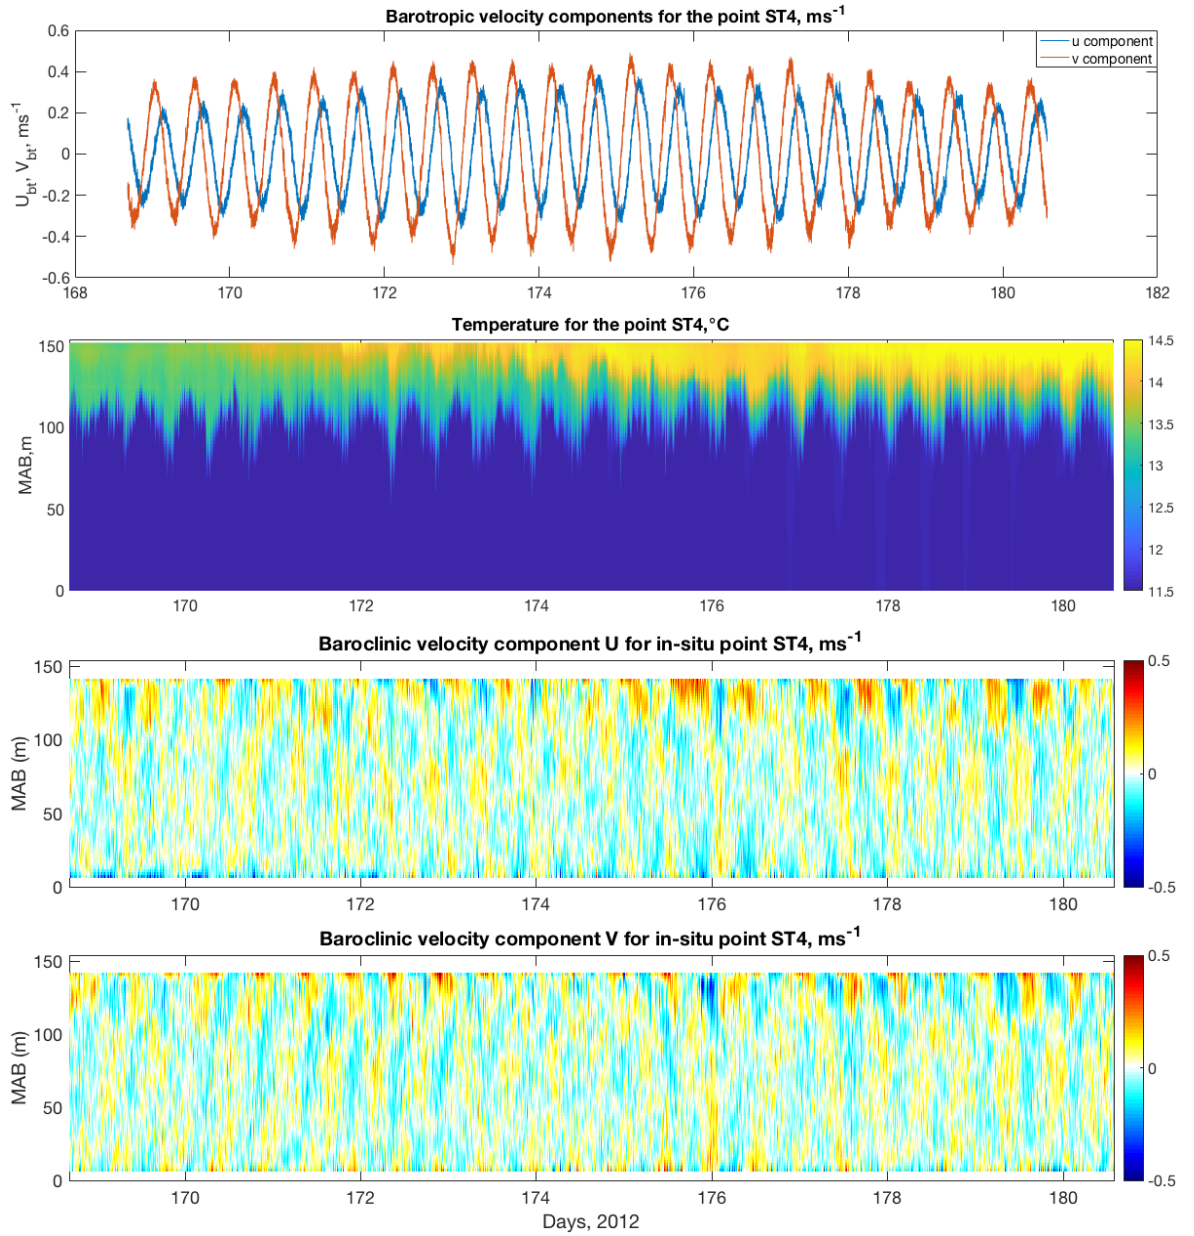 Barotropic velocity components for the point ST4, ms⁻¹
0.6
0.4
0.2
0
-0.2
-0.4
-0.6
U_bt, V_bt, ms⁻¹
u component
v component
168 170 172 174 176 178 180 182
Temperature for the point ST4,°C
150
100
50
0
MAB,m
14.5
14
13.5
13
12.5
12
11.5
170 172 174 176 178 180
Baroclinic velocity component U for in-situ point ST4, ms⁻¹
150
100
50
0
MAB (m)
0.5
0
-0.5
170 172 174 176 178 180
Baroclinic velocity component V for in-situ point ST4, ms⁻¹
150
100
50
0
MAB (m)
0.5
0
-0.5
170 172 174 176 178 180
Days, 2012